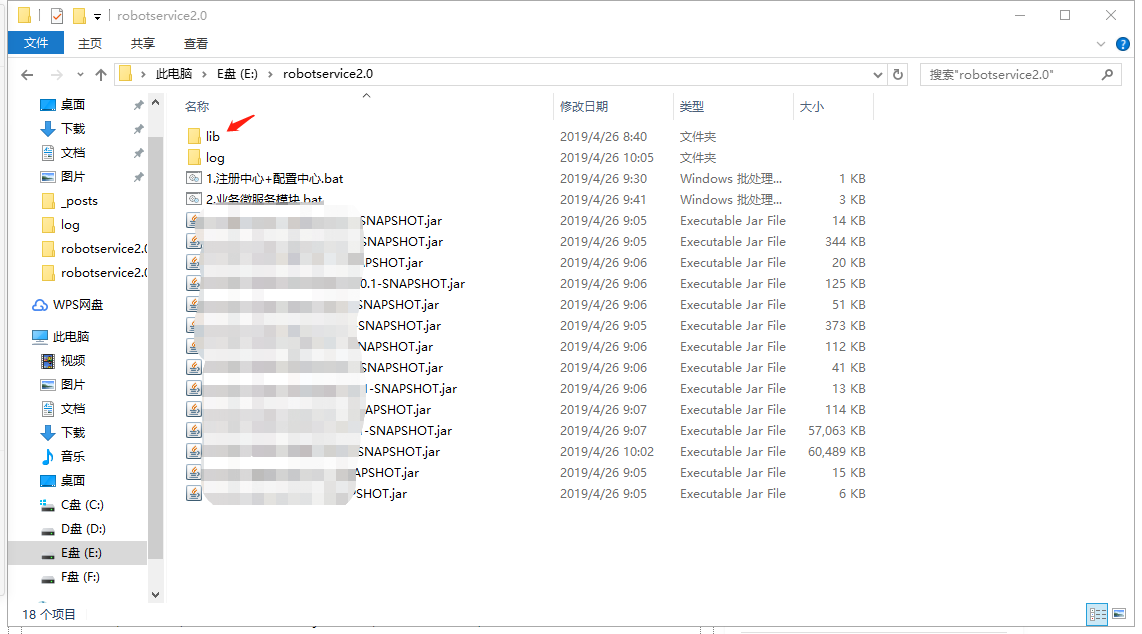 robotservice2.0
文件 主页 共享 查看
此电脑 E盘 (E:) robotservice2.0
搜索"robotservice2.0"
名称 修改日期 类型 大小
桌面
下载
文档
图片
_posts
log
robotservice2.0
robotservice2.0
WPS网盘
此电脑
视频
图片
文档
下载
音乐
桌面
C盘 (C:)
D盘 (D:)
E盘 (E:)
F盘 (F:)
lib 2019/4/26 8:40 文件夹
log 2019/4/26 10:05 文件夹
1.注册中心+配置中心.bat 2019/4/26 9:30 Windows 批处理... 1 KB
2.业务微服务模块.bat 2019/4/26 9:41 Windows 批处理... 3 KB
SNAPSHOT.jar 2019/4/26 9:05 Executable Jar File 14 KB
SNAPSHOT.jar 2019/4/26 9:05 Executable Jar File 344 KB
PSHOT.jar 2019/4/26 9:06 Executable Jar File 20 KB
0.1-SNAPSHOT.jar 2019/4/26 9:06 Executable Jar File 125 KB
SNAPSHOT.jar 2019/4/26 9:06 Executable Jar File 51 KB
SNAPSHOT.jar 2019/4/26 9:05 Executable Jar File 373 KB
NAPSHOT.jar 2019/4/26 9:06 Executable Jar File 112 KB
SNAPSHOT.jar 2019/4/26 9:06 Executable Jar File 41 KB
1-SNAPSHOT.jar 2019/4/26 9:06 Executable Jar File 13 KB
APSHOT.jar 2019/4/26 9:07 Executable Jar File 114 KB
-SNAPSHOT.jar 2019/4/26 9:07 Executable Jar File 57,063 KB
SNAPSHOT.jar 2019/4/26 10:02 Executable Jar File 60,489 KB
APSHOT.jar 2019/4/26 9:05 Executable Jar File 15 KB
PSHOT.jar 2019/4/26 9:05 Executable Jar File 6 KB
18 个项目